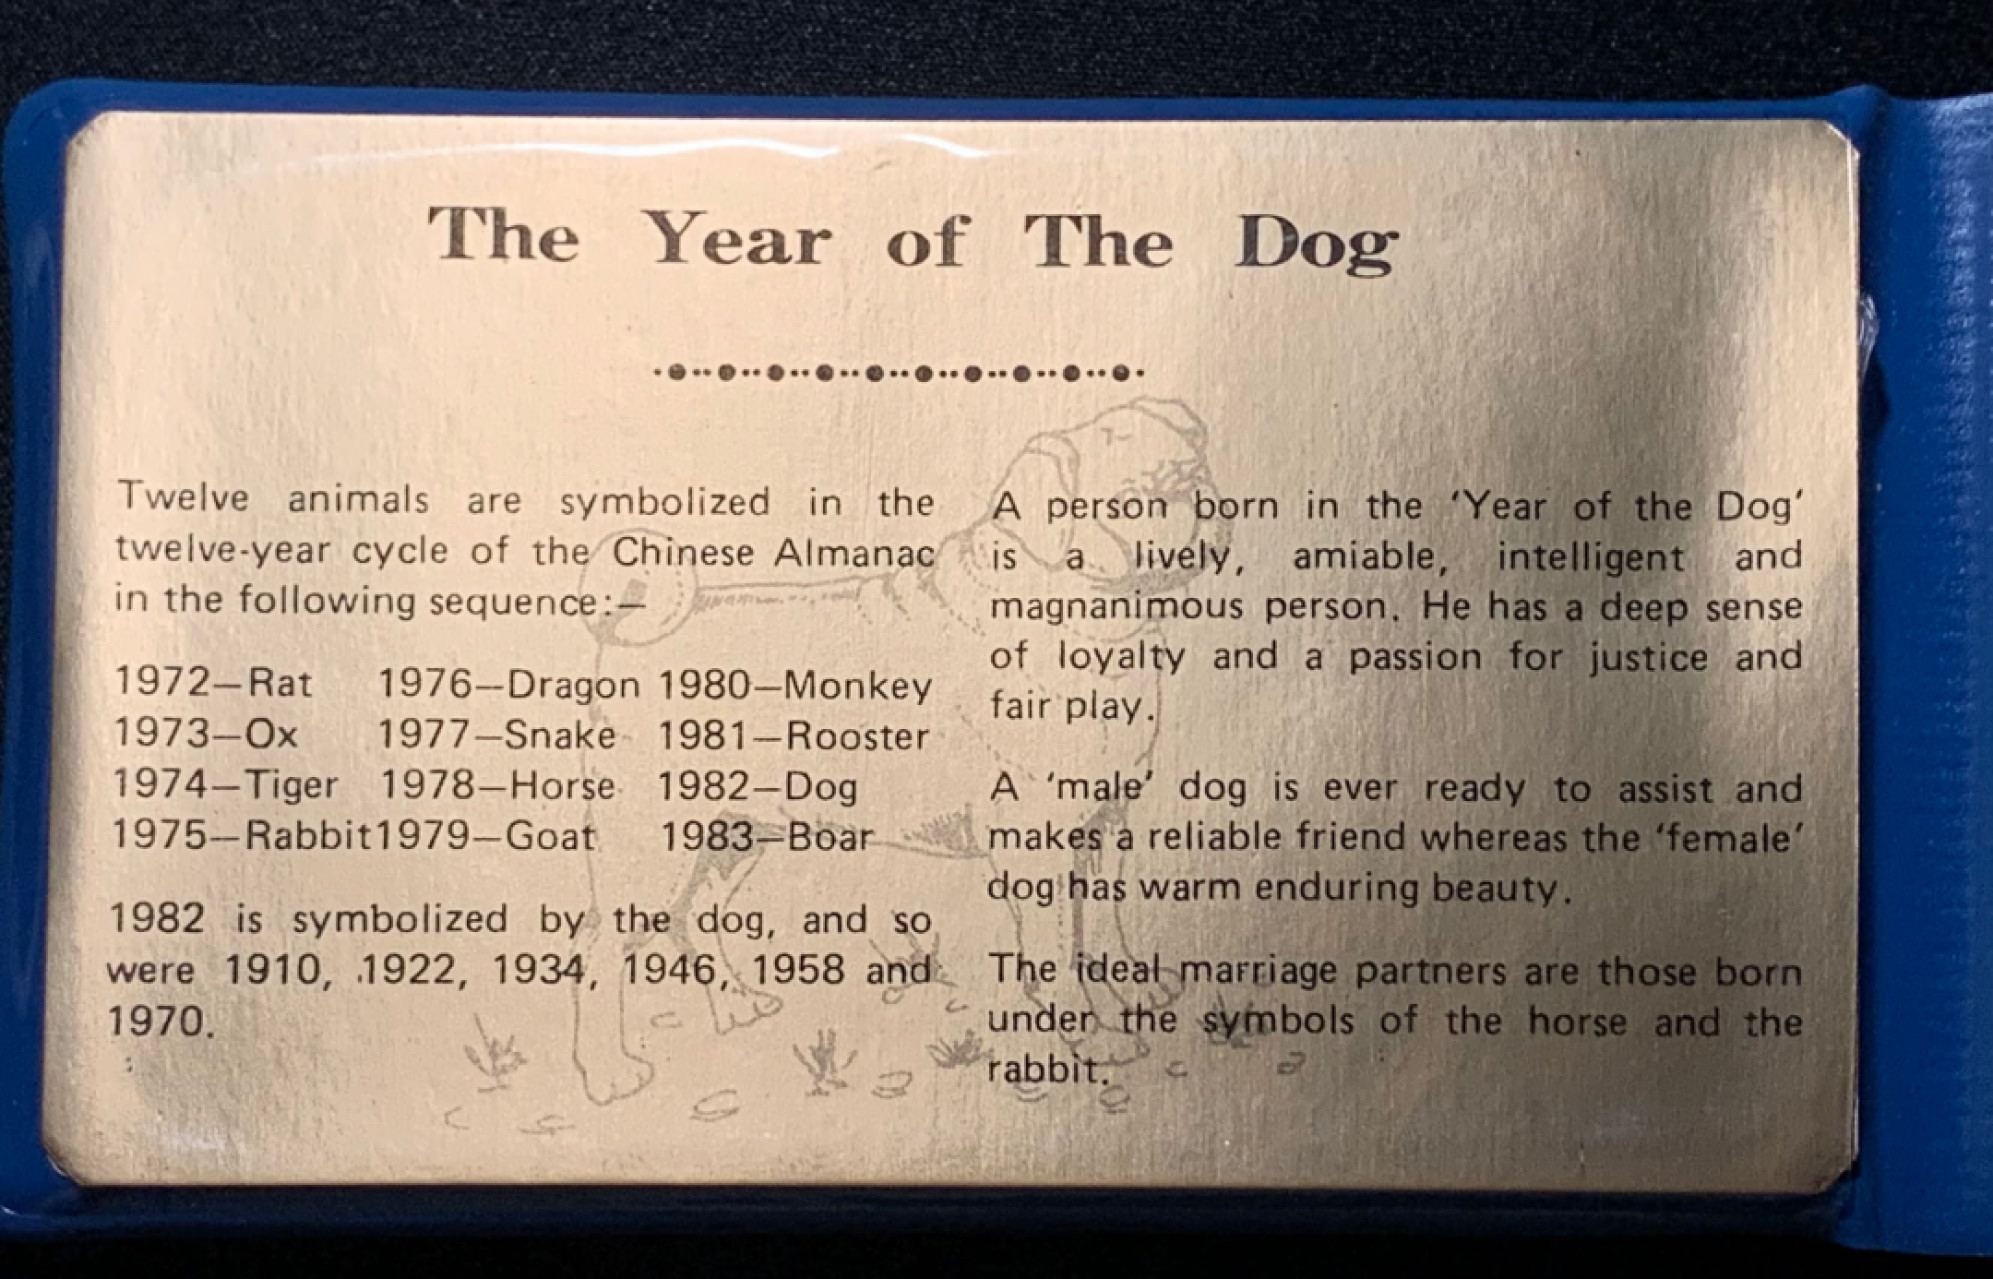 The Year of The Dog
Twelve animals are symbolized in the
twelve-year cycle of the Chinese Almanac
in the following sequence:—
1972—Rat 1976—Dragon 1980—Monkey
1973—Ox 1977—Snake 1981—Rooster
1974—Tiger 1978—Horse 1982—Dog
1975—Rabbit 1979—Goat 1983—Boar
1982 is symbolized by the dog, and so
were 1910, 1922, 1934, 1946, 1958 and
1970.
A person born in the ‘Year of the Dog’
is a lively, amiable, intelligent and
magnanimous person. He has a deep sense
of loyalty and a passion for justice and
fair play.
A ‘male’ dog is ever ready to assist and
makes a reliable friend whereas the ‘female’
dog has warm enduring beauty.
The ideal marriage partners are those born
under the symbols of the horse and the
rabbit.